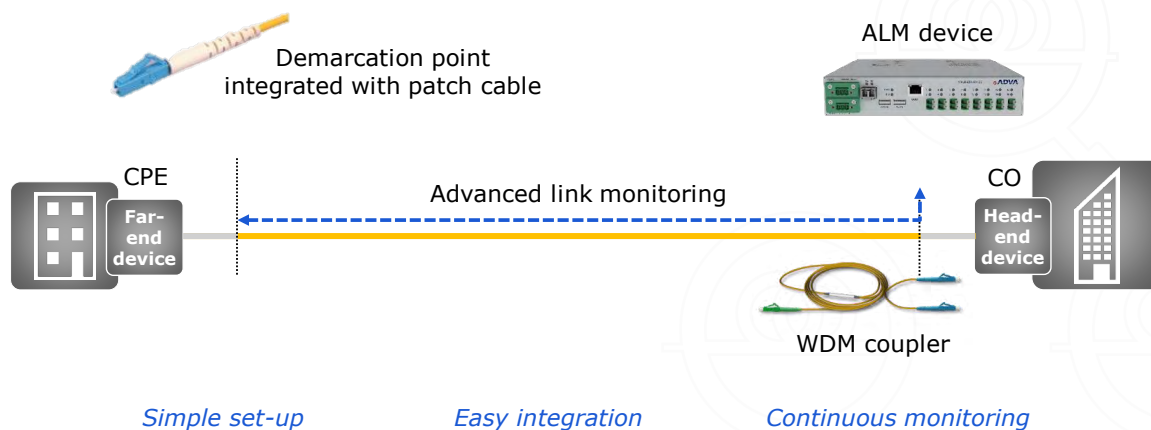 Demarcation point
integrated with patch cable
ALM device
ADVA
CPE
CO
Advanced link monitoring
Far-
end
device
Head-
end
device
WDM coupler
Simple set-up
Easy integration
Continuous monitoring